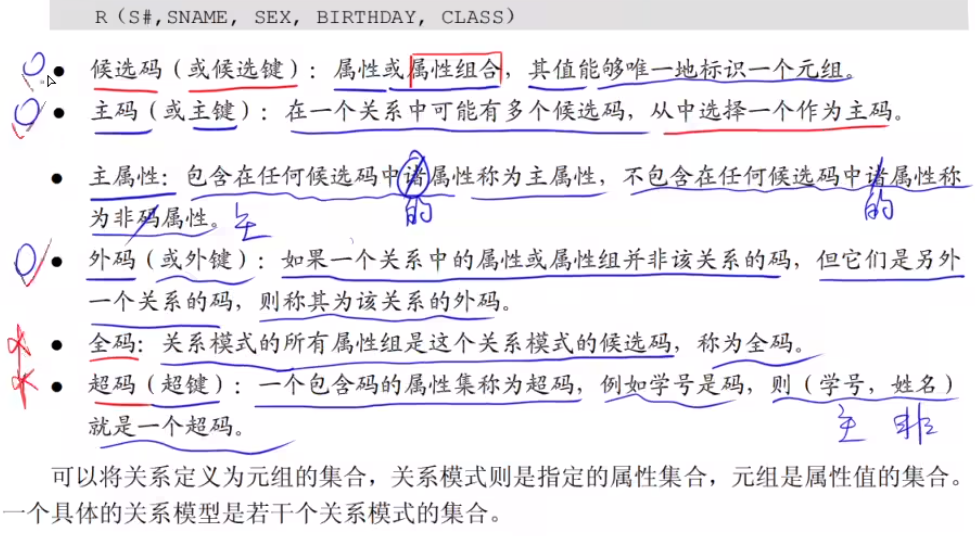 R（S#,SNAME, SEX, BIRTHDAY, CLASS）
● 候选码（或候选键）：属性或属性组合，其值能够唯一地标识一个元组。
● 主码（或主键）：在一个关系中可能有多个候选码，从中选择一个作为主码。
● 主属性：包含在任何候选码中诸属性称为主属性，不包含在任何候选码中诸属性称
的 的
为非码属性。 主
● 外码（或外键）：如果一个关系中的属性或属性组并非该关系的码，但它们是另外
一个关系的码，则称其为该关系的外码。
● 全码：关系模式的所有属性组是这个关系模式的候选码，称为全码。
● 超码（超键）：一个包含码的属性集称为超码，例如学号是码，则（学号，姓名）
就是一个超码。 主 非
可以将关系定义为元组的集合，关系模式则是指定的属性集合，元组是属性值的集合。
一个具体的关系模型是若干个关系模式的集合。